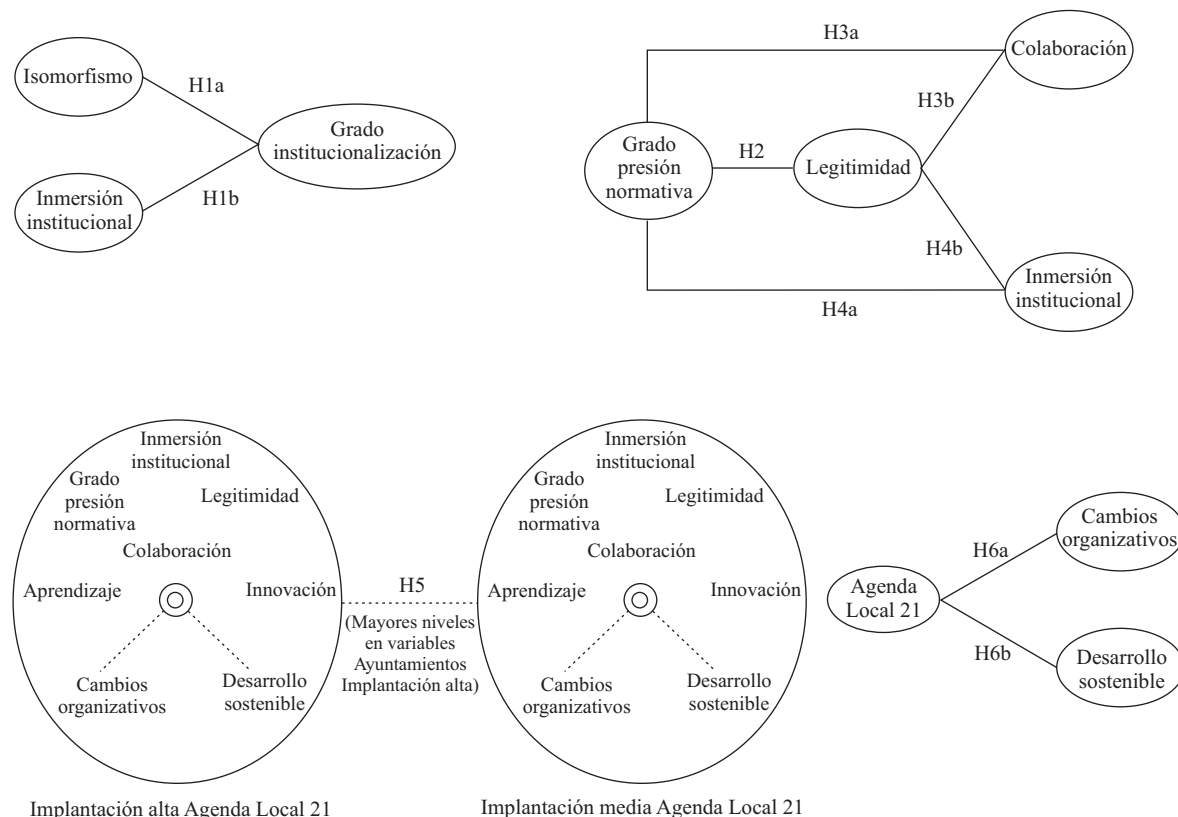 Isomorfismo
H1a
Grado
institucionalización
H1b
Inmersión
institucional
H3a
Colaboración
H3b
Grado
presión
normativa
H2
Legitimidad
H4b
Inmersión
institucional
H4a
Inmersión
institucional
Grado
presión
normativa
Legitimidad
Colaboración
Aprendizaje
Innovación
Cambios
organizativos
Desarrollo
sostenible
Implantación alta Agenda Local 21
H5
(Mayores niveles
en variables
Ayuntamientos
Implantación alta)
Inmersión
institucional
Grado
presión
normativa
Legitimidad
Colaboración
Aprendizaje
Innovación
Cambios
organizativos
Desarrollo
sostenible
Implantación media Agenda Local 21
Agenda
Local 21
H6a
Cambios
organizativos
H6b
Desarrollo
sostenible